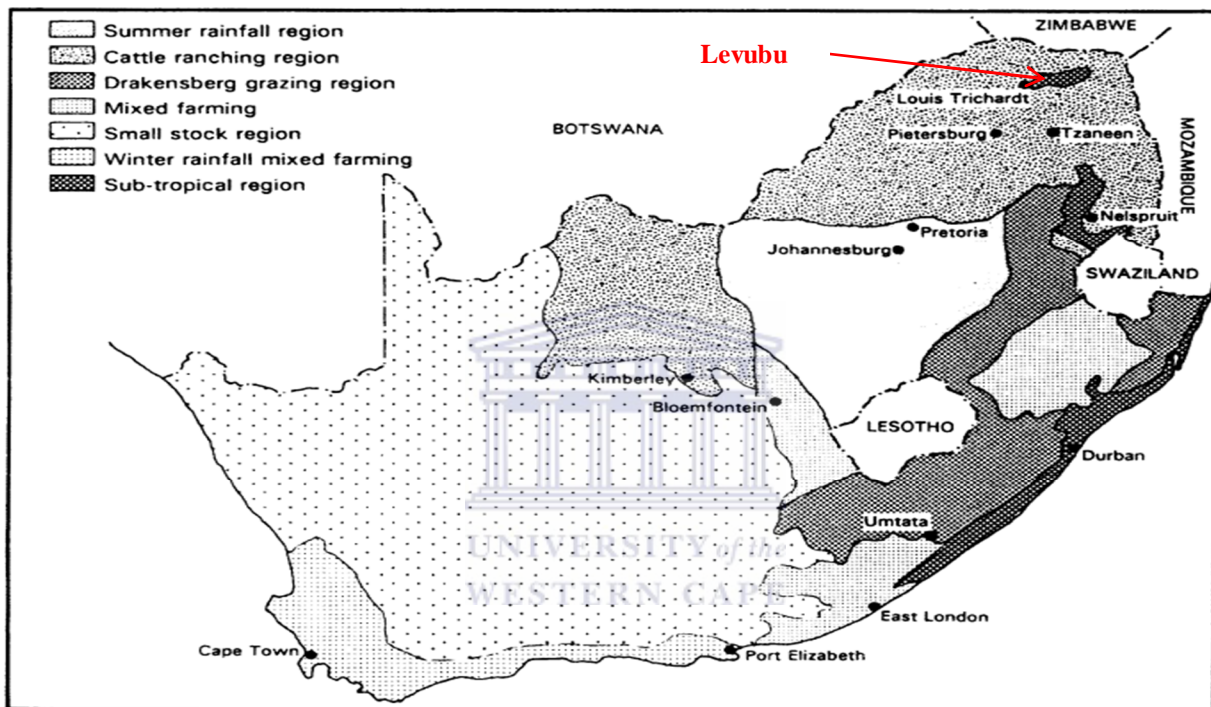 Summer rainfall region
Cattle ranching region
Drakensberg grazing region
Mixed farming
Small stock region
Winter rainfall mixed farming
Sub-tropical region
ZIMBABWE
Levubu
Louis Trichardt
BOTSWANA
Pietersburg
Tzaneen
MOZAMBIQUE
Nelspruit
Pretoria
Johannesburg
SWAZILAND
Kimberley
Bloemfontein
LESOTHO
Durban
Umtata
UNIVERSITY of the
WESTERN CAPE
East London
Cape Town
Port Elizabeth